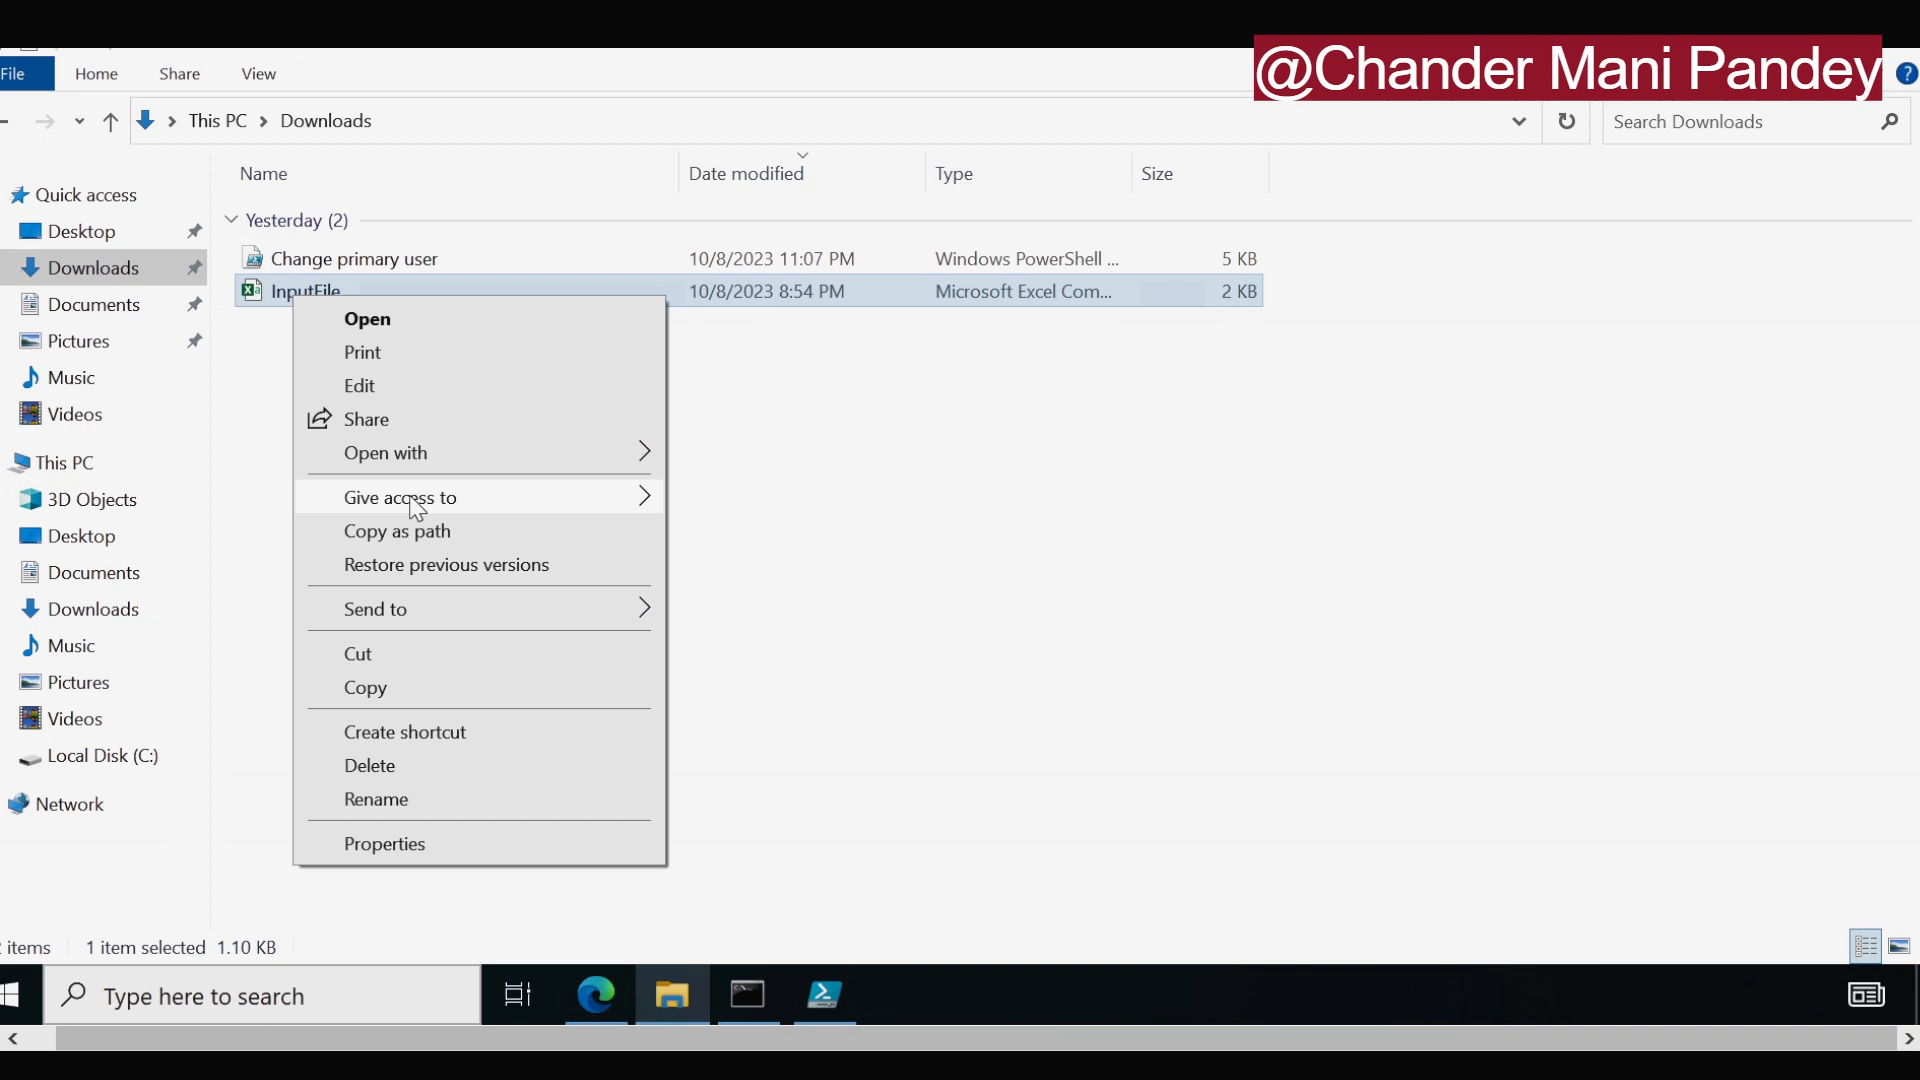 @Chander Mani Pandey
File Home Share View
This PC Downloads
Search Downloads
Name Date modified Type Size
Quick access
Desktop
Downloads
Documents
Pictures
Music
Videos
This PC
3D Objects
Desktop
Documents
Downloads
Music
Pictures
Videos
Local Disk (C:)
Network
Yesterday (2)
Change primary user 10/8/2023 11:07 PM Windows PowerShell ... 5 KB
InputFile 10/8/2023 8:54 PM Microsoft Excel Com... 2 KB
Open
Print
Edit
Share
Open with
Give access to
Copy as path
Restore previous versions
Send to
Cut
Copy
Create shortcut
Delete
Rename
Properties
items 1 item selected 1.10 KB
Type here to search